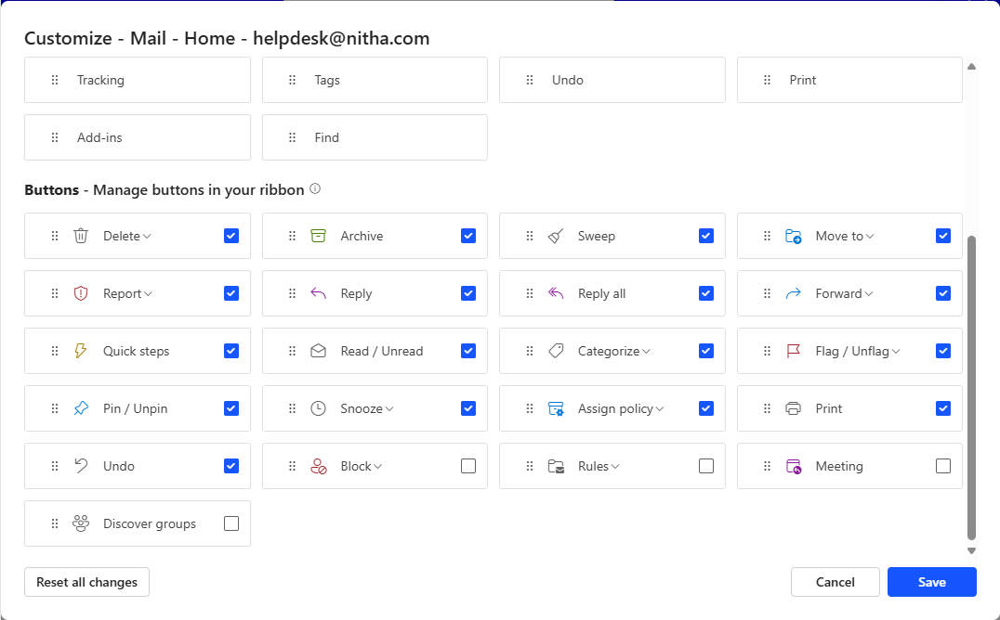 Customize - Mail - Home - helpdesk@nitha.com
Tracking Tags Undo Print
Add-ins Find
Buttons - Manage buttons in your ribbon
Delete Archive Sweep Move to
Report Reply Reply all Forward
Quick steps Read / Unread Categorize Flag / Unflag
Pin / Unpin Snooze Assign policy Print
Undo Block Rules Meeting
Discover groups
Reset all changes Cancel Save